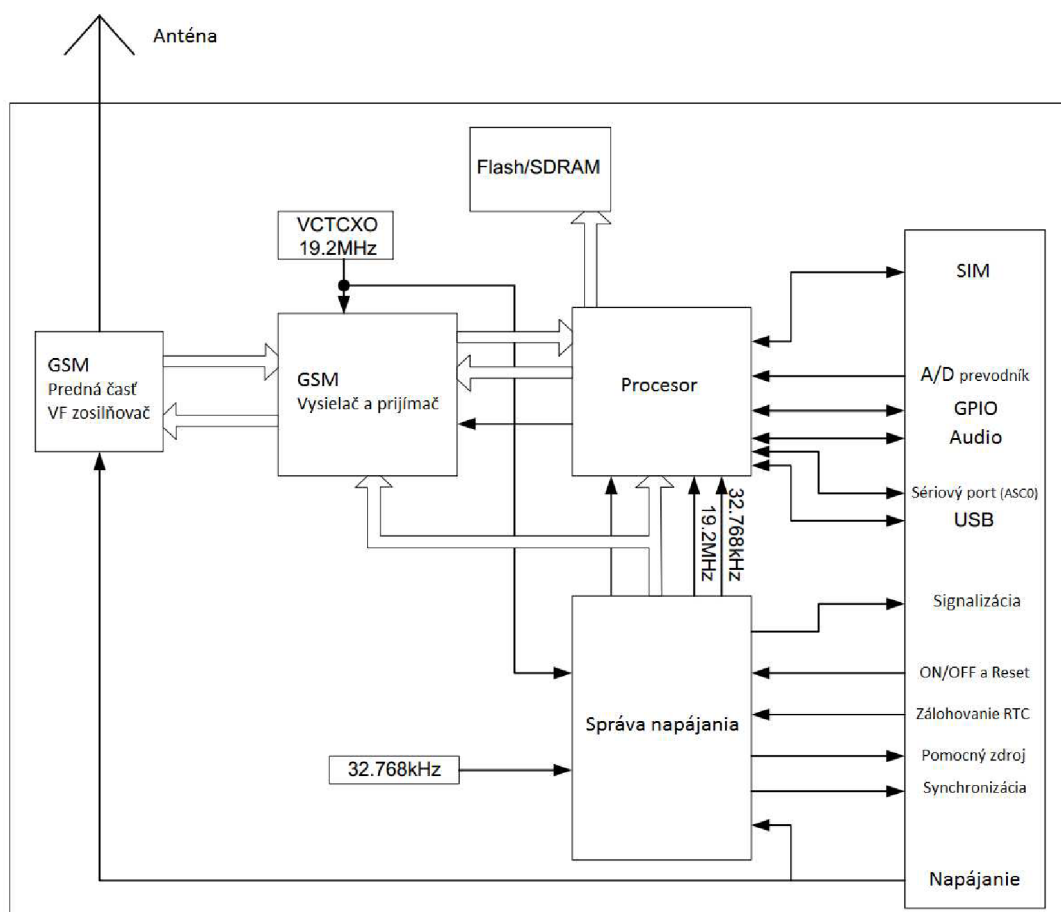 Anténa
Flash/SDRAM
VCTCXO
19.2MHz
SIM
GSM
Predná časť
VF zosilňovač
GSM
Vysielač a prijímač
Procesor
A/D prevodník
GPIO
Audio
Sériový port (ASC0)
USB
19.2MHz
32.768kHz
Signalizácia
ON/OFF a Reset
Správa napájania
Zálohovanie RTC
32.768kHz
Pomocný zdroj
Synchronizácia
Napájanie